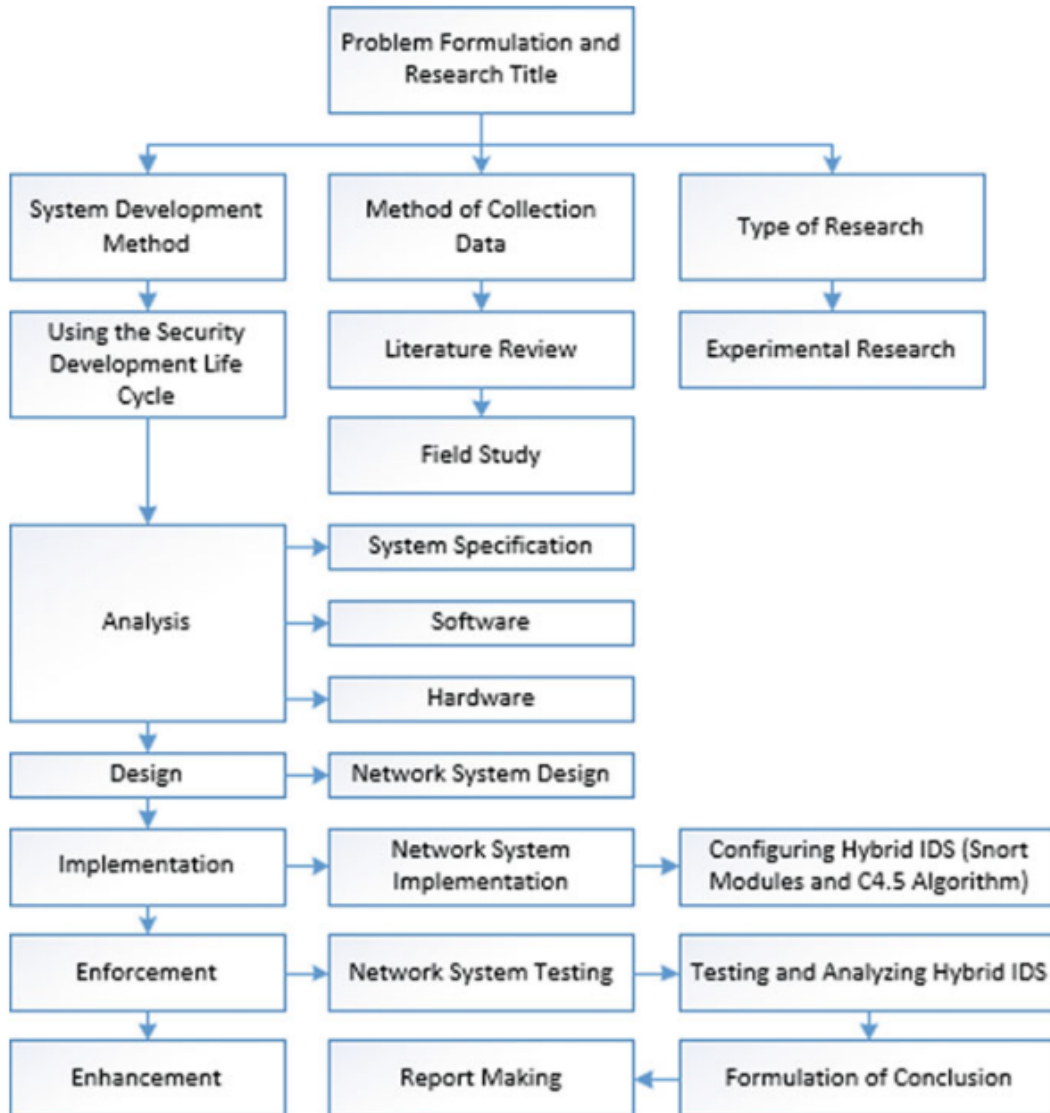 Problem Formulation and
Research Title
System Development
Method
Method of Collection
Data
Type of Research
Using the Security
Development Life
Cycle
Literature Review
Experimental Research
Field Study
Analysis
System Specification
Software
Hardware
Design
Network System Design
Implementation
Network System
Implementation
Configuring Hybrid IDS (Snort
Modules and C4.5 Algorithm)
Enforcement
Network System Testing
Testing and Analyzing Hybrid IDS
Enhancement
Report Making
Formulation of Conclusion